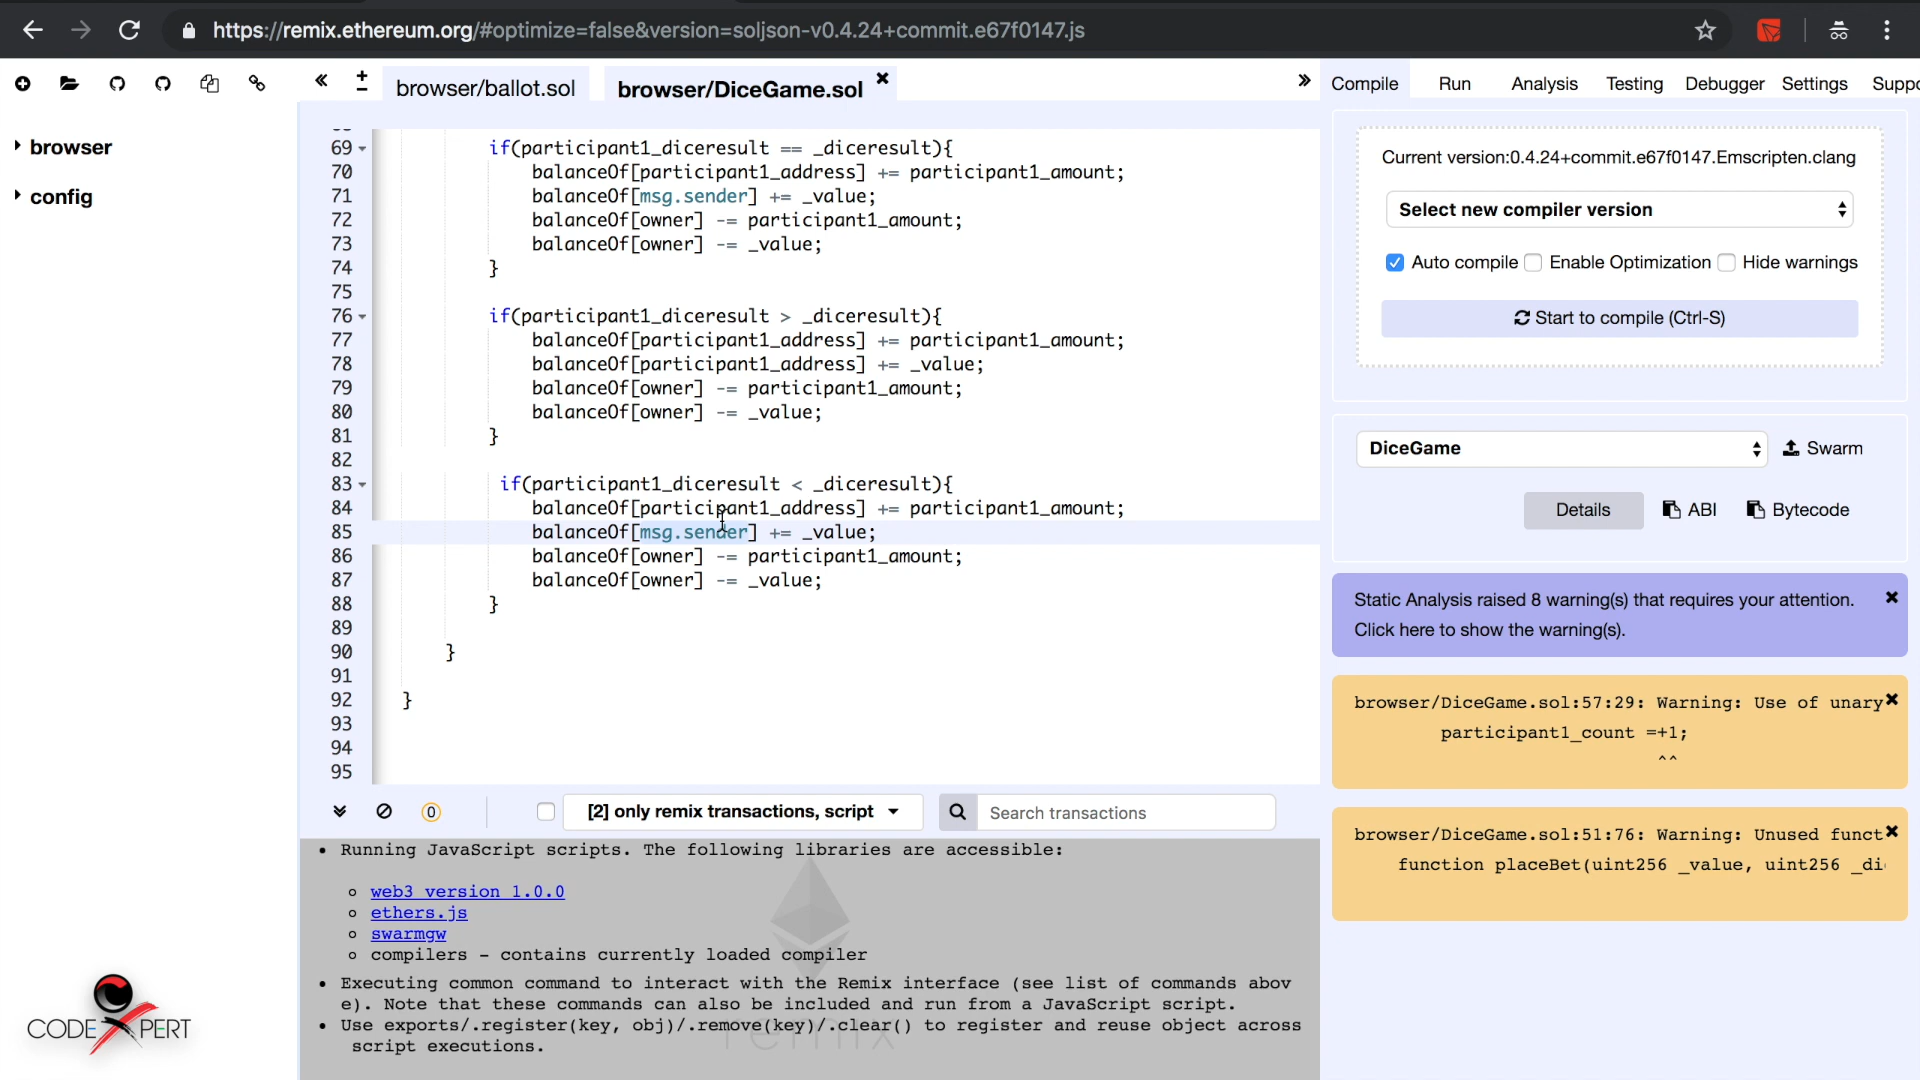 https://remix.ethereum.org/#optimize=false&version=soljson-v0.4.24+commit.e67f0147.js
browser/ballot.sol
browser/DiceGame.sol
Compile Run Analysis Testing Debugger Settings Suppo
browser
config
69 if(participant1_diceresult == _diceresult){
70 balanceOf[participant1_address] += participant1_amount;
71 balanceOf[msg.sender] += _value;
72 balanceOf[owner] -= participant1_amount;
73 balanceOf[owner] -= _value;
74 }
75
76 if(participant1_diceresult > _diceresult){
77 balanceOf[participant1_address] += participant1_amount;
78 balanceOf[participant1_address] += _value;
79 balanceOf[owner] -= participant1_amount;
80 balanceOf[owner] -= _value;
81 }
82
83 if(participant1_diceresult < _diceresult){
84 balanceOf[participant1_address] += participant1_amount;
85 balanceOf[msg.sender] += _value;
86 balanceOf[owner] -= participant1_amount;
87 balanceOf[owner] -= _value;
88 }
89
90 }
91
92 }
93
94
95
Current version:0.4.24+commit.e67f0147.Emscripten.clang
Select new compiler version
Auto compile Enable Optimization Hide warnings
Start to compile (Ctrl-S)
DiceGame Swarm
Details ABI Bytecode
Static Analysis raised 8 warning(s) that requires your attention.
Click here to show the warning(s).
browser/DiceGame.sol:57:29: Warning: Use of unary
participant1_count =+1;
^^
browser/DiceGame.sol:51:76: Warning: Unused funct
function placeBet(uint256 _value, uint256 _di
0 [2] only remix transactions, script Search transactions
Running JavaScript scripts. The following libraries are accessible:
web3 version 1.0.0
ethers.js
swarmgw
compilers - contains currently loaded compiler
Executing common command to interact with the Remix interface (see list of commands abov
e). Note that these commands can also be included and run from a JavaScript script.
Use exports/.register(key, obj)/.remove(key)/.clear() to register and reuse object across
script executions.
remix
CODEXPERT